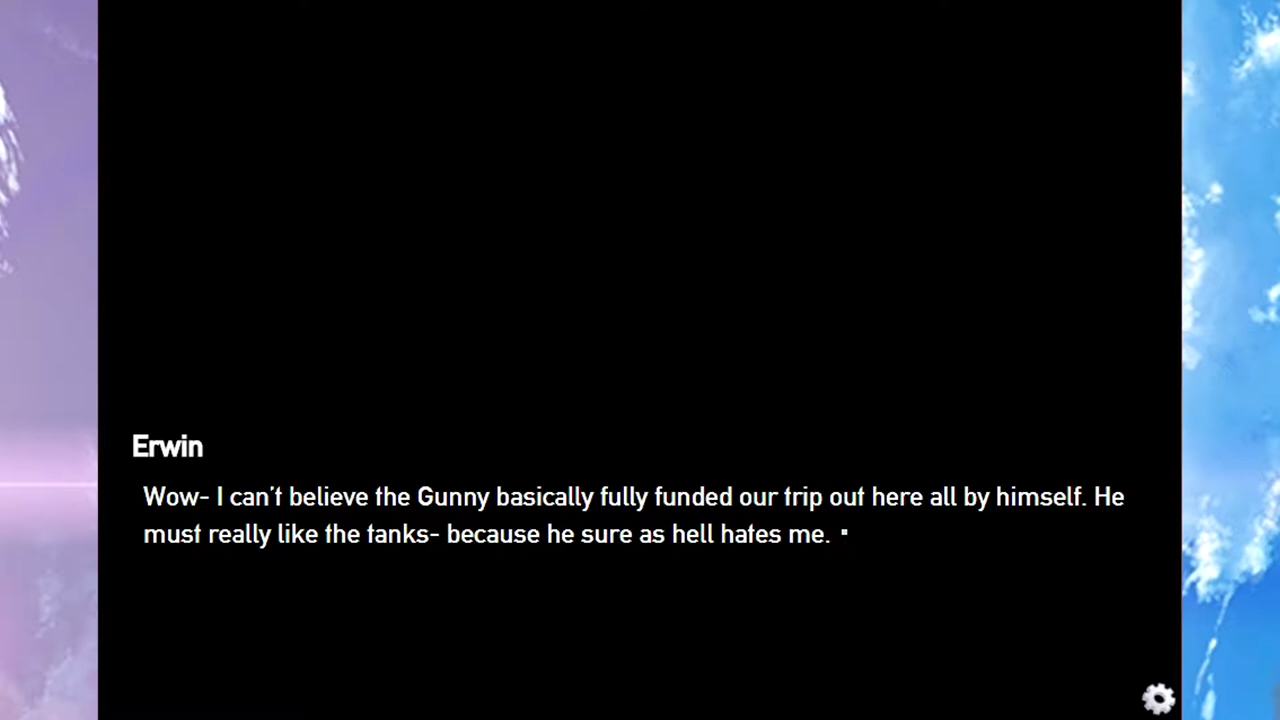 Erwin
Wow- I can't believe the Gunny basically fully funded our trip out here all by himself. He
must really like the tanks- because he sure as hell hates me.